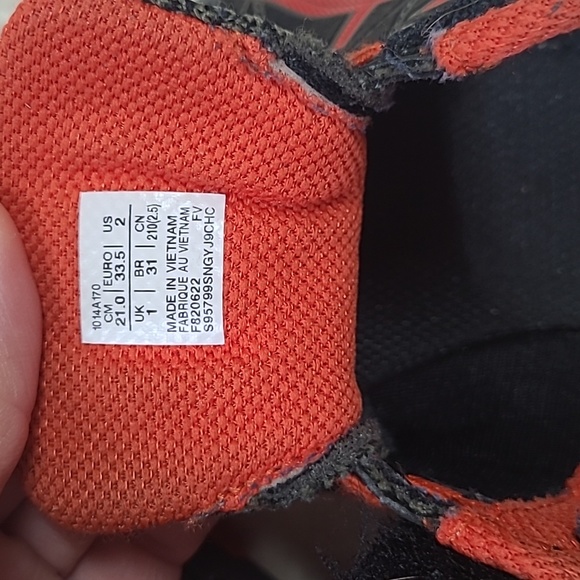 1014A170
CM | EURO | US
21.0 | 33.5 | 2
UK | BR | CN
1 | 31 | 210(2.5)
MADE IN VIETNAM
FABRIQUE AU VIETNAM
F820622 FV
S95799SNGYJ9CHC